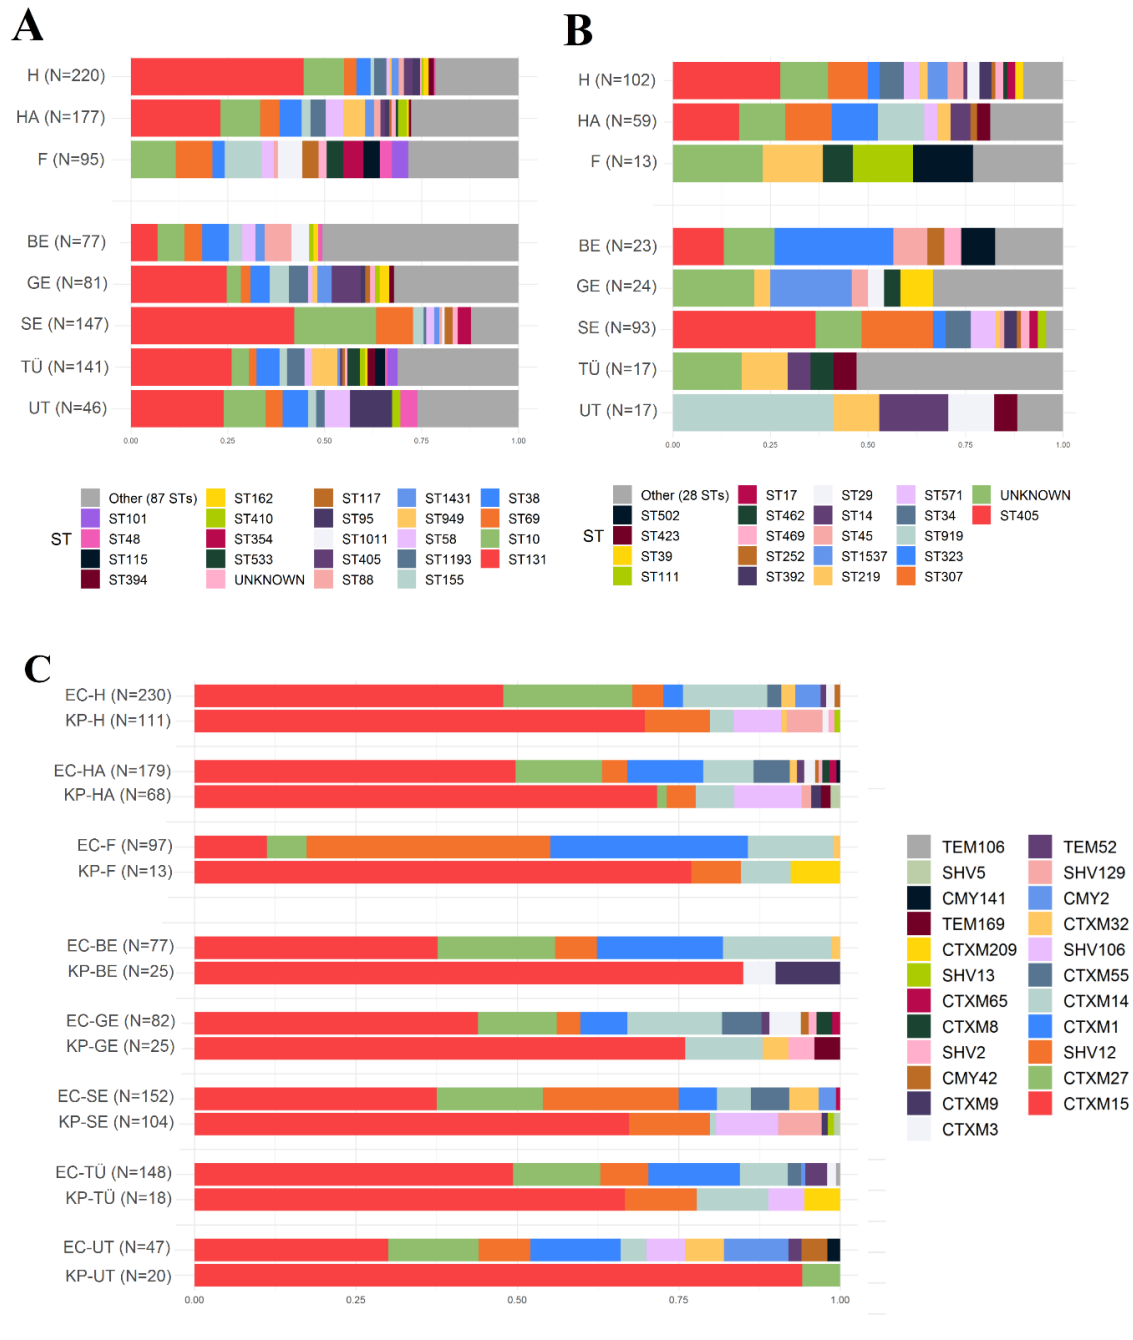 A
B
H (N=220)
HA (N=177)
F (N=95)
BE (N=77)
GE (N=81)
SE (N=147)
TÜ (N=141)
UT (N=46)
0.00 0.25 0.50 0.75 1.00
H (N=102)
HA (N=59)
F (N=13)
BE (N=23)
GE (N=24)
SE (N=93)
TÜ (N=17)
UT (N=17)
0.00 0.25 0.50 0.75 1.00
ST
Other (87 STs) ST162 ST117 ST1431 ST38
ST101 ST410 ST95 ST949 ST69
ST48 ST354 ST1011 ST58 ST10
ST115 ST533 ST405 ST1193 ST131
ST394 UNKNOWN ST88 ST155
ST
Other (28 STs) ST17 ST29 ST571 UNKNOWN
ST502 ST462 ST14 ST34 ST405
ST423 ST469 ST45 ST919
ST39 ST252 ST1537 ST323
ST111 ST392 ST219 ST307
C
EC-H (N=230)
KP-H (N=111)
EC-HA (N=179)
KP-HA (N=68)
EC-F (N=97)
KP-F (N=13)
EC-BE (N=77)
KP-BE (N=25)
EC-GE (N=82)
KP-GE (N=25)
EC-SE (N=152)
KP-SE (N=104)
EC-TÜ (N=148)
KP-TÜ (N=18)
EC-UT (N=47)
KP-UT (N=20)
0.00 0.25 0.50 0.75 1.00
TEM106 TEM52
SHV5 SHV129
CMY141 CMY2
TEM169 CTXM32
CTXM209 SHV106
SHV13 CTXM55
CTXM65 CTXM14
CTXM8 CTXM1
SHV2 SHV12
CMY42 CTXM27
CTXM9 CTXM15
CTXM3